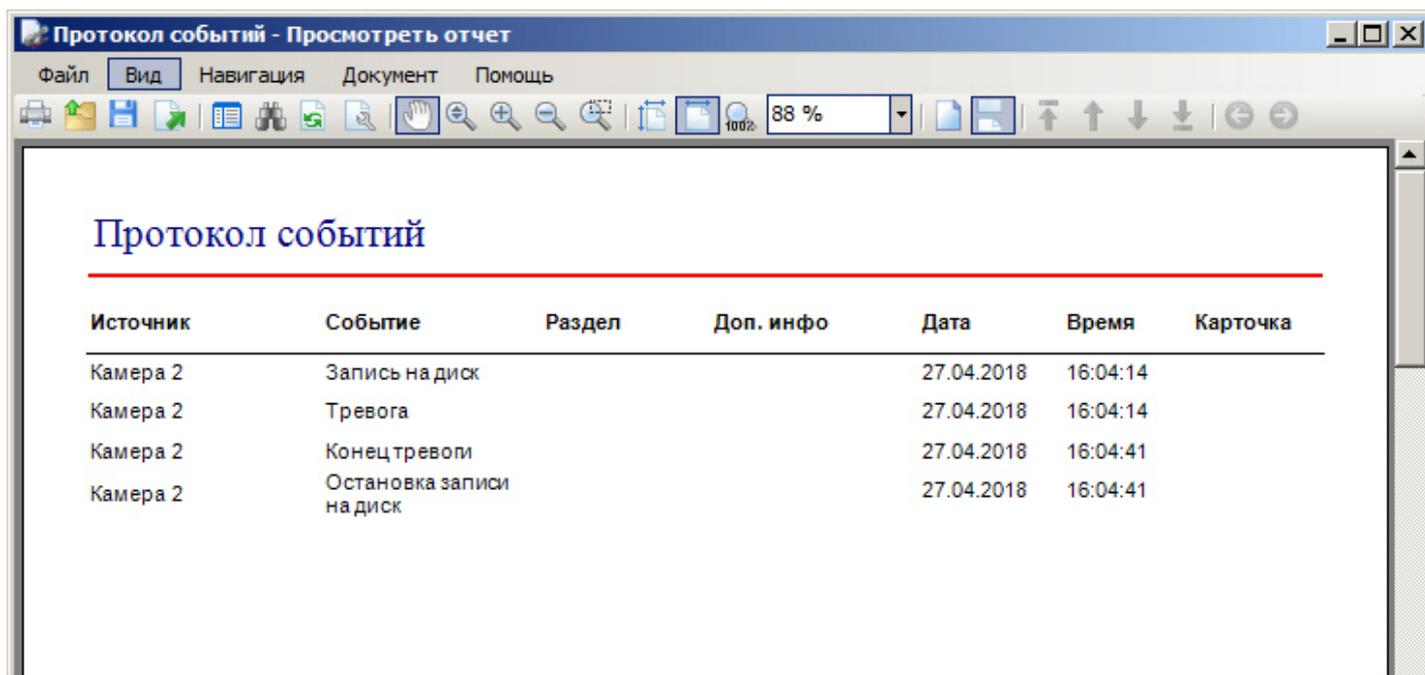 Протокол событий - Просмотреть отчет
Файл Вид Навигация Документ Помощь
100% 88 %
Протокол событий
Источник Событие Раздел Доп. инфо Дата Время Карточка
Камера 2 Запись на диск 27.04.2018 16:04:14
Камера 2 Тревога 27.04.2018 16:04:14
Камера 2 Конец тревоги 27.04.2018 16:04:41
Камера 2 Остановка записи 27.04.2018 16:04:41
на диск